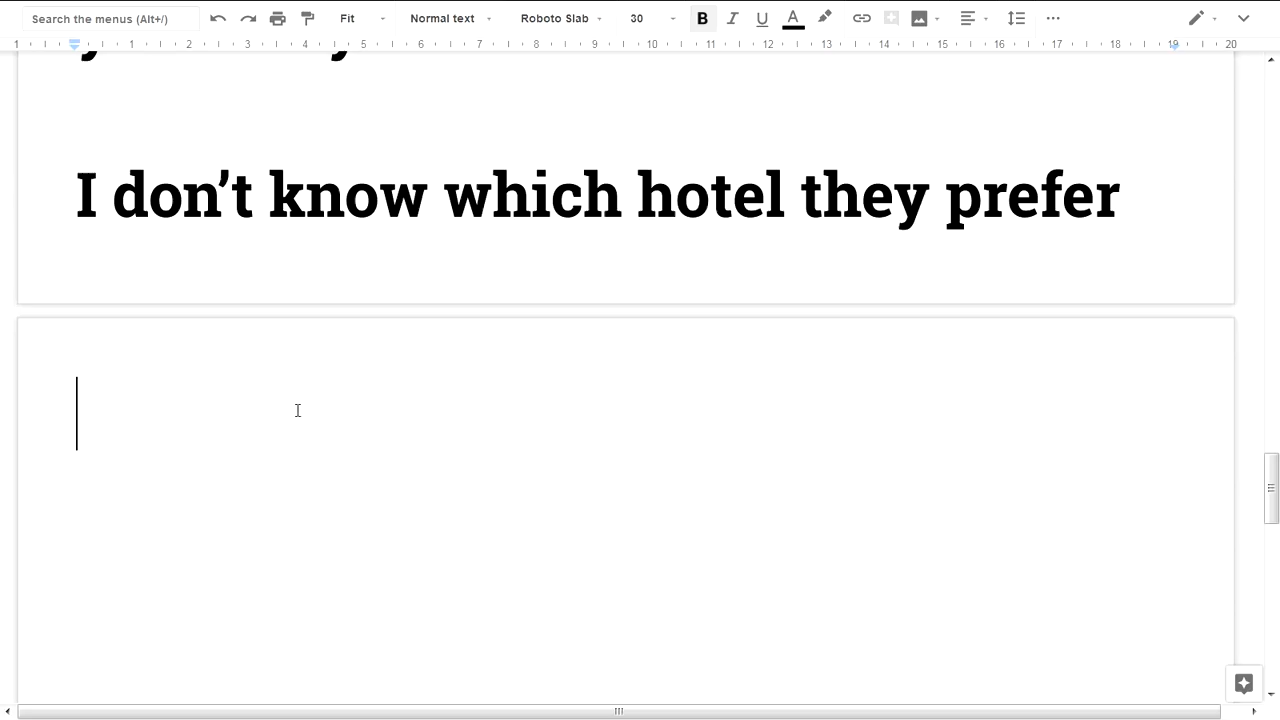 Search the menus (Alt+/)
Fit
Normal text
Roboto Slab
30
B
I
U
A
1
1
2
3
4
5
6
7
8
9
10
11
12
13
14
15
16
17
18
19
20
I don’t know which hotel they prefer